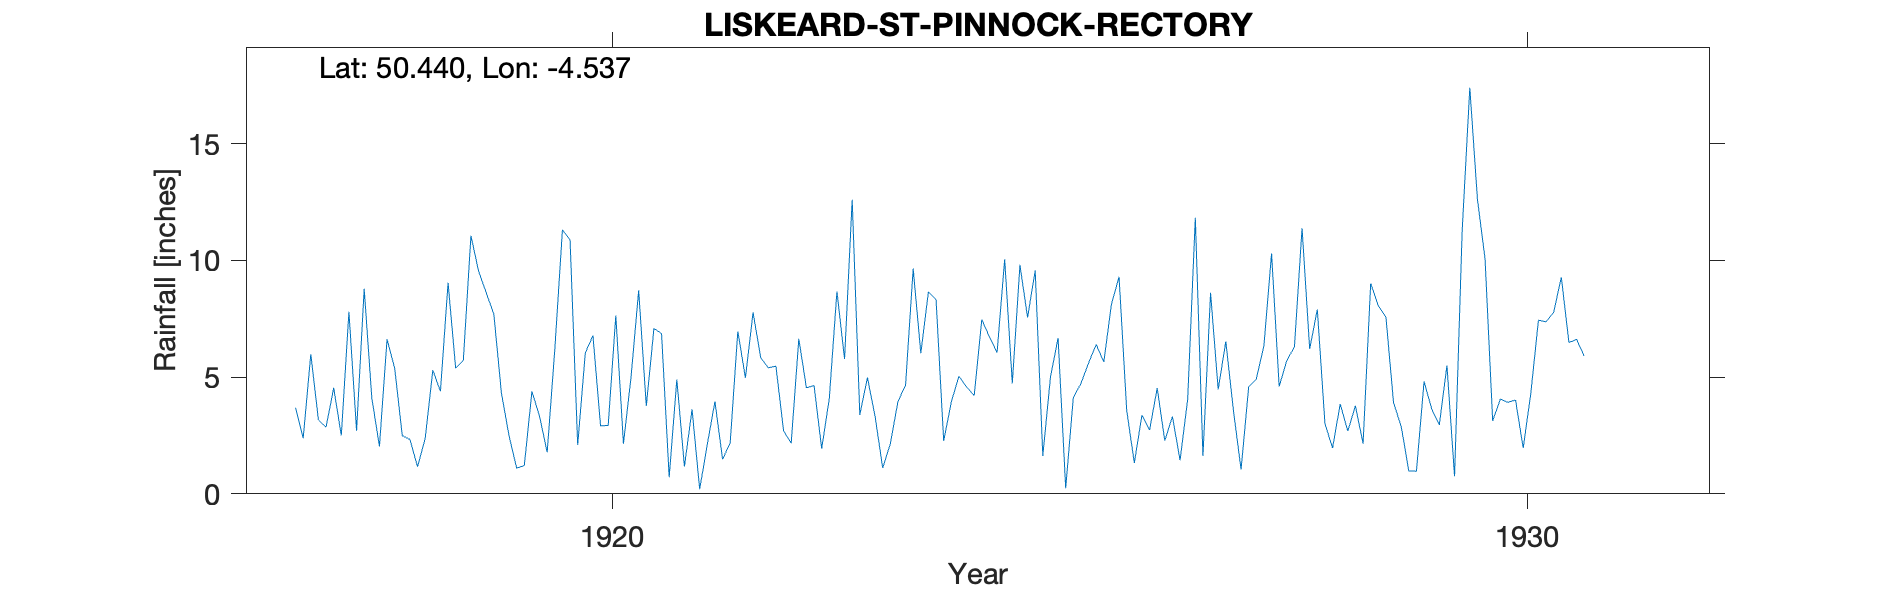 LISKEARD-ST-PINNOCK-RECTORY
Lat: 50.440, Lon: -4.537
15
10
5
0
Rainfall [inches]
1920
1930
Year